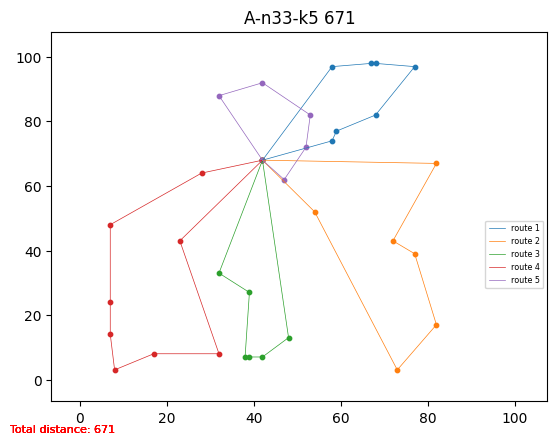 A-n33-k5 671
100
80
60
40
20
0
0 20 40 60 80 100
route 1
route 2
route 3
route 4
route 5
Total distance: 671